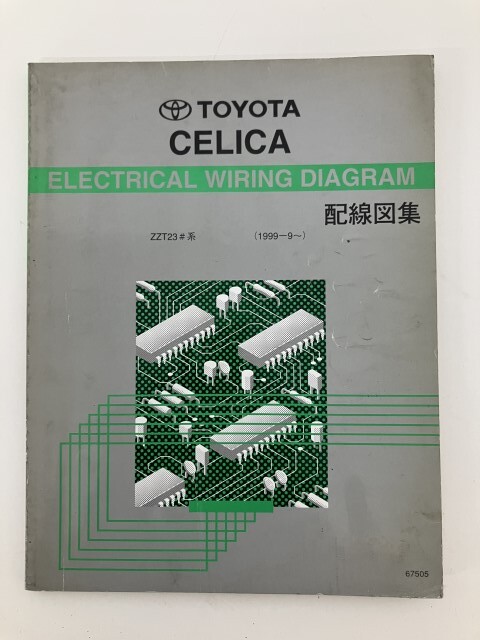 TOYOTA
CELICA
ELECTRICAL WIRING DIAGRAM
配線図集
ZZT23#系 (1999-9~)
67505